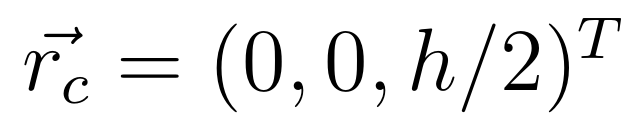 $\vec{r_c} = (0, 0, h/2)^T$